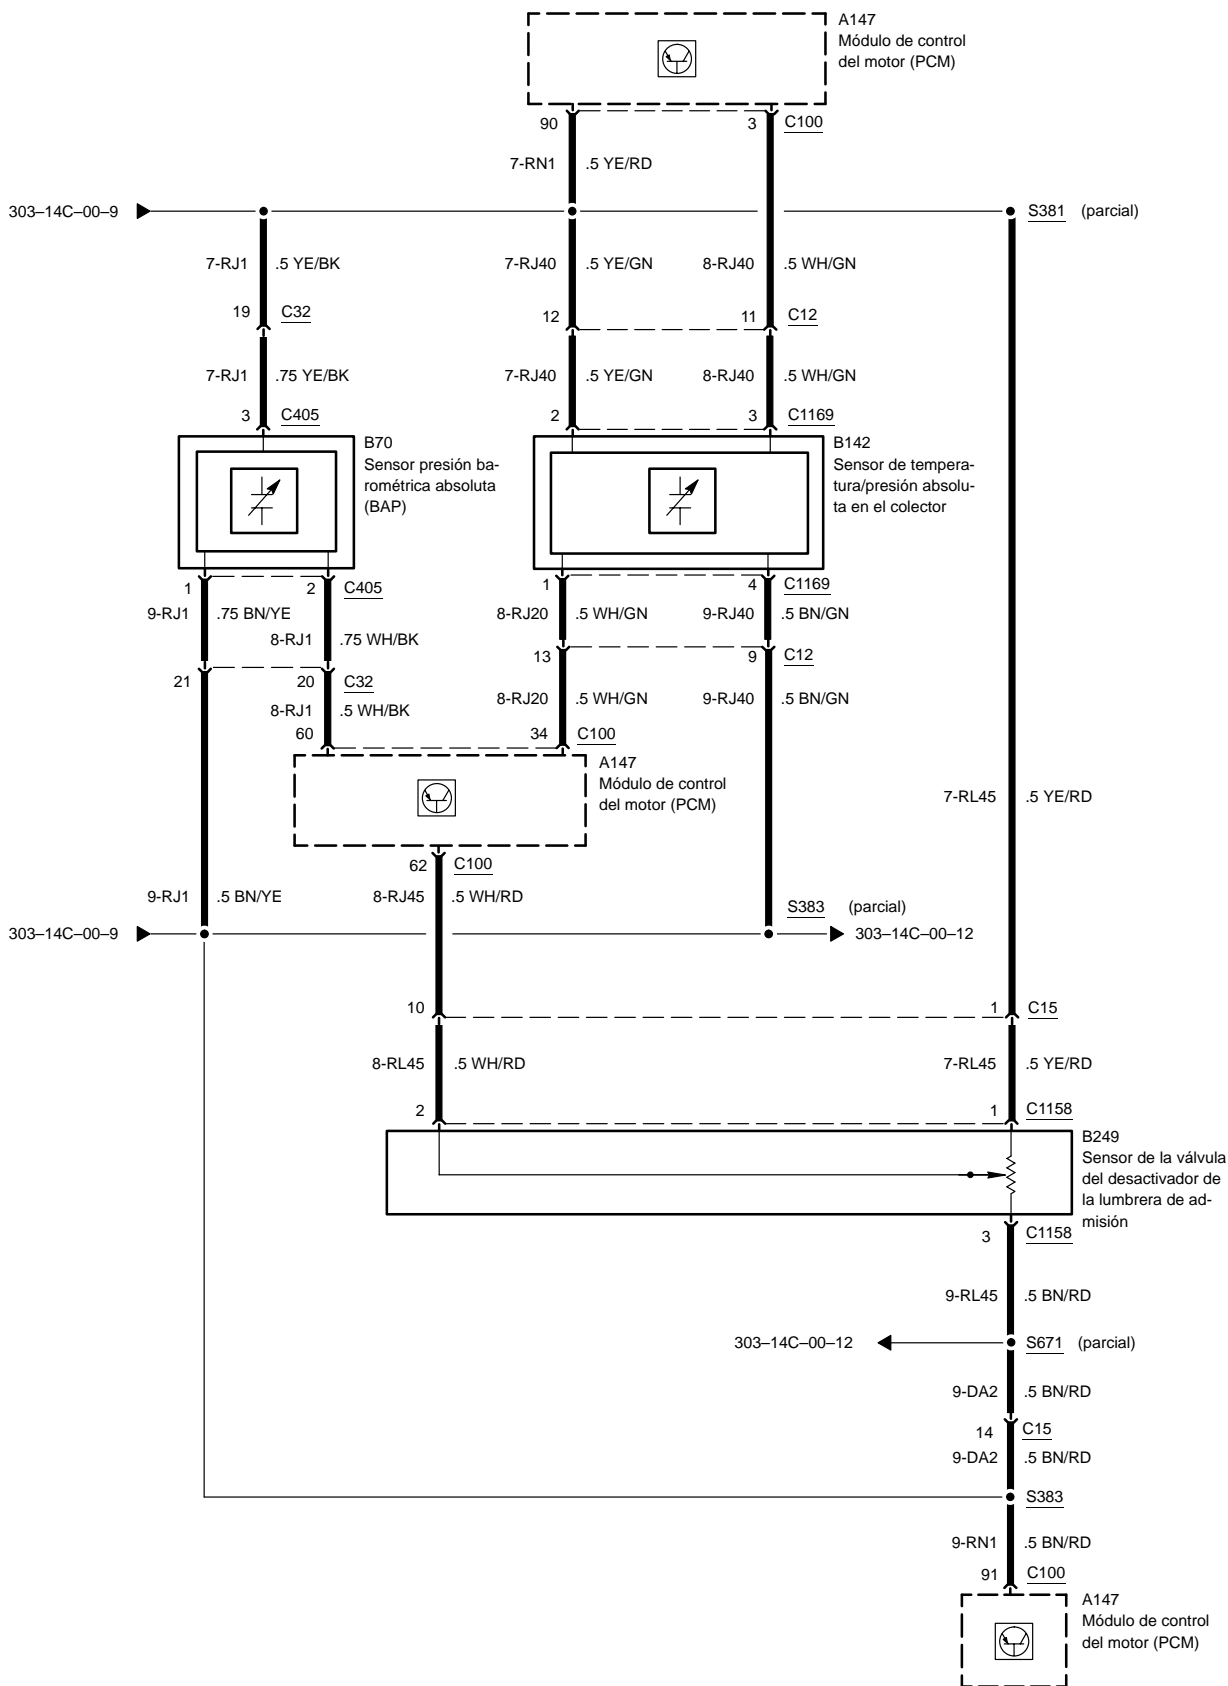 A147
Módulo de control
del motor (PCM)
90
3
C100
7-RN1
.5 YE/RD
303–14C–00–9
S381
(parcial)
7-RJ1
.5 YE/BK
7-RJ40
.5 YE/GN
8-RJ40
.5 WH/GN
19
C32
12
11
C12
7-RJ1
.75 YE/BK
7-RJ40
.5 YE/GN
8-RJ40
.5 WH/GN
3
C405
2
3
C1169
B70
Sensor presión ba-
rométrica absoluta
(BAP)
B142
Sensor de tempera-
tura/presión absolu-
ta en el colector
1
2
C405
1
4
C1169
9-RJ1
.75 BN/YE
8-RJ20
.5 WH/GN
9-RJ40
.5 BN/GN
8-RJ1
.75 WH/BK
13
9
C12
21
20
C32
8-RJ20
.5 WH/GN
9-RJ40
.5 BN/GN
8-RJ1
.5 WH/BK
60
34
C100
A147
Módulo de control
del motor (PCM)
7-RL45
.5 YE/RD
62
C100
9-RJ1
.5 BN/YE
8-RJ45
.5 WH/RD
S383
(parcial)
303–14C–00–9
303–14C–00–12
10
1
C15
8-RL45
.5 WH/RD
7-RL45
.5 YE/RD
2
1
C1158
B249
Sensor de la válvula
del desactivador de
la lumbrera de ad-
misión
3
C1158
9-RL45
.5 BN/RD
303–14C–00–12
S671
(parcial)
9-DA2
.5 BN/RD
14
C15
9-DA2
.5 BN/RD
S383
9-RN1
.5 BN/RD
91
C100
A147
Módulo de control
del motor (PCM)